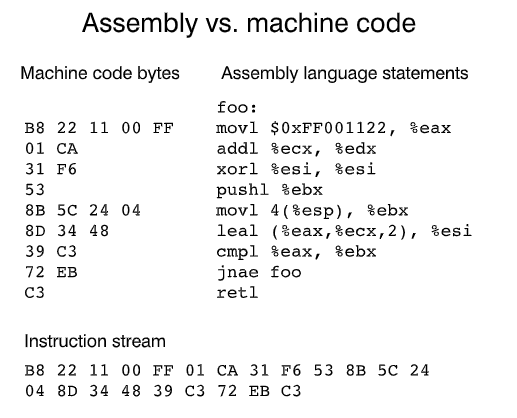 Assembly vs. machine code
Machine code bytes Assembly language statements
foo:
B8 22 11 00 FF movl $0xFF001122, %eax
01 CA addl %ecx, %edx
31 F6 xorl %esi, %esi
53 pushl %ebx
8B 5C 24 04 movl 4(%esp), %ebx
8D 34 48 leal (%eax,%ecx,2), %esi
39 C3 cmpl %eax, %ebx
72 EB jnae foo
C3 retl
Instruction stream
B8 22 11 00 FF 01 CA 31 F6 53 8B 5C 24
04 8D 34 48 39 C3 72 EB C3